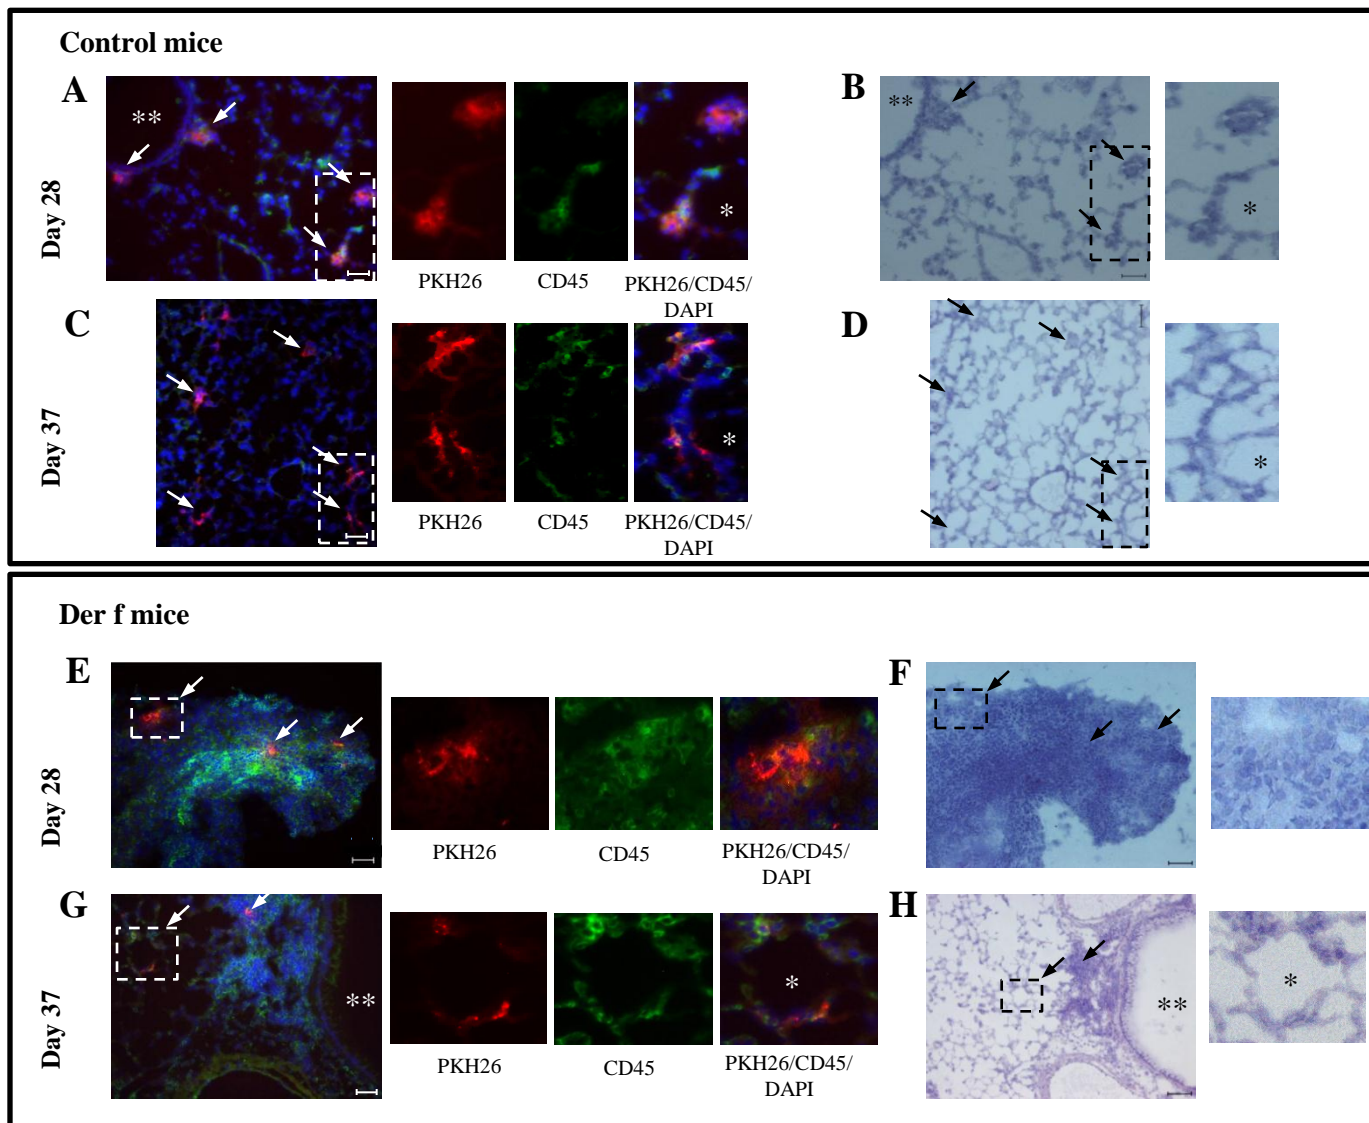 Control mice
A
**
Day 28
PKH26
CD45
*
PKH26/CD45/
DAPI
B
**
*
C
Day 37
PKH26
CD45
*
PKH26/CD45/
DAPI
D
*
Der f mice
E
Day 28
PKH26
CD45
PKH26/CD45/
DAPI
F
G
**
Day 37
PKH26
CD45
*
PKH26/CD45/
DAPI
H
**
*